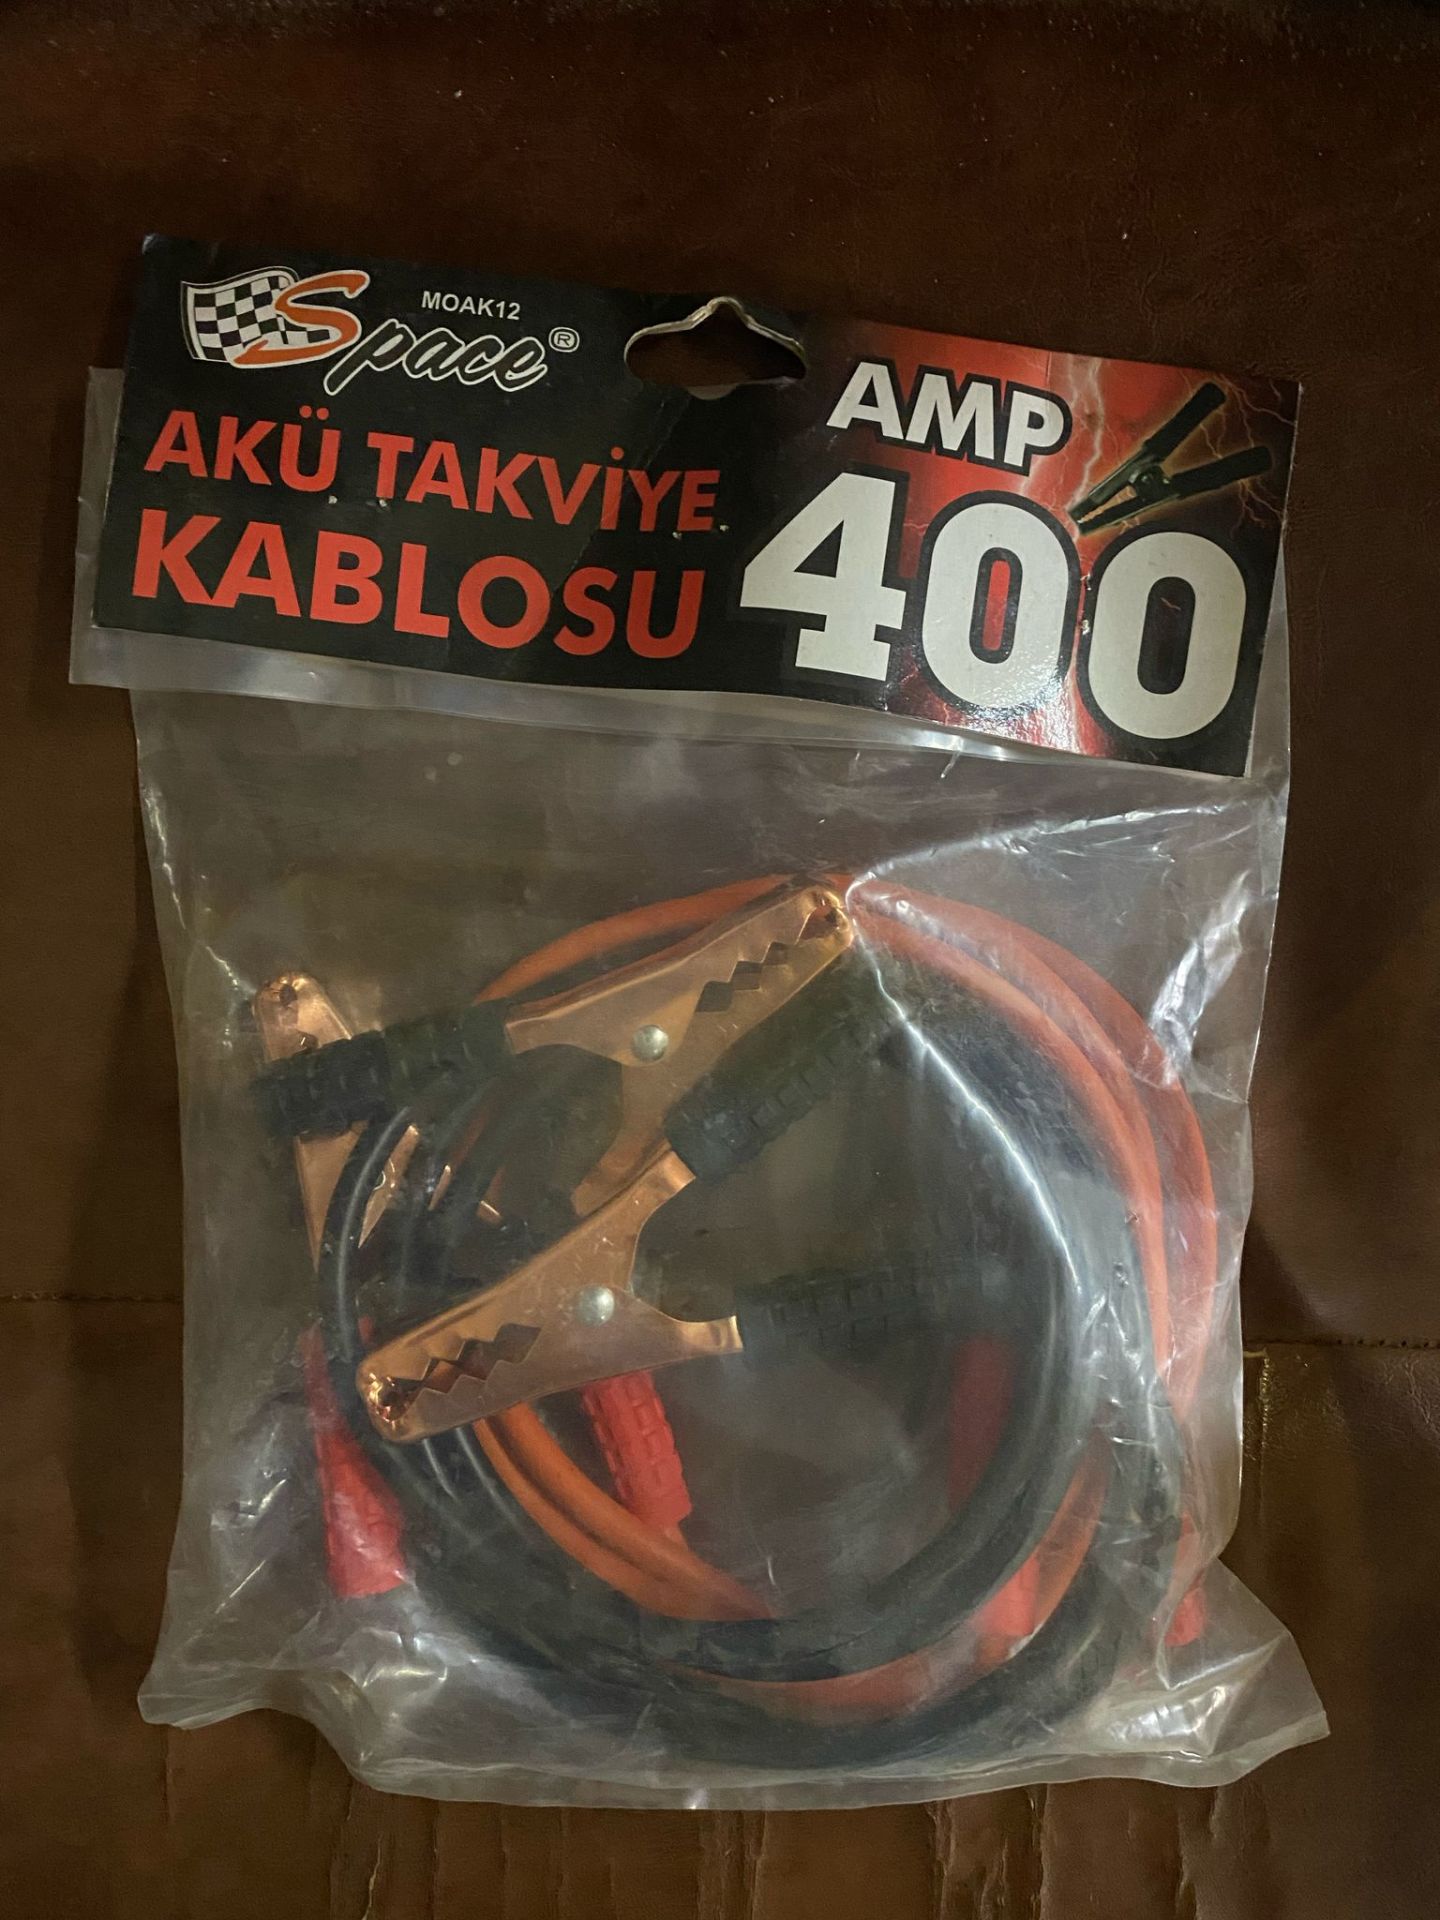 MOAK12
Space®
AKÜ TAKVİYE
KABLOSU
AMP
400